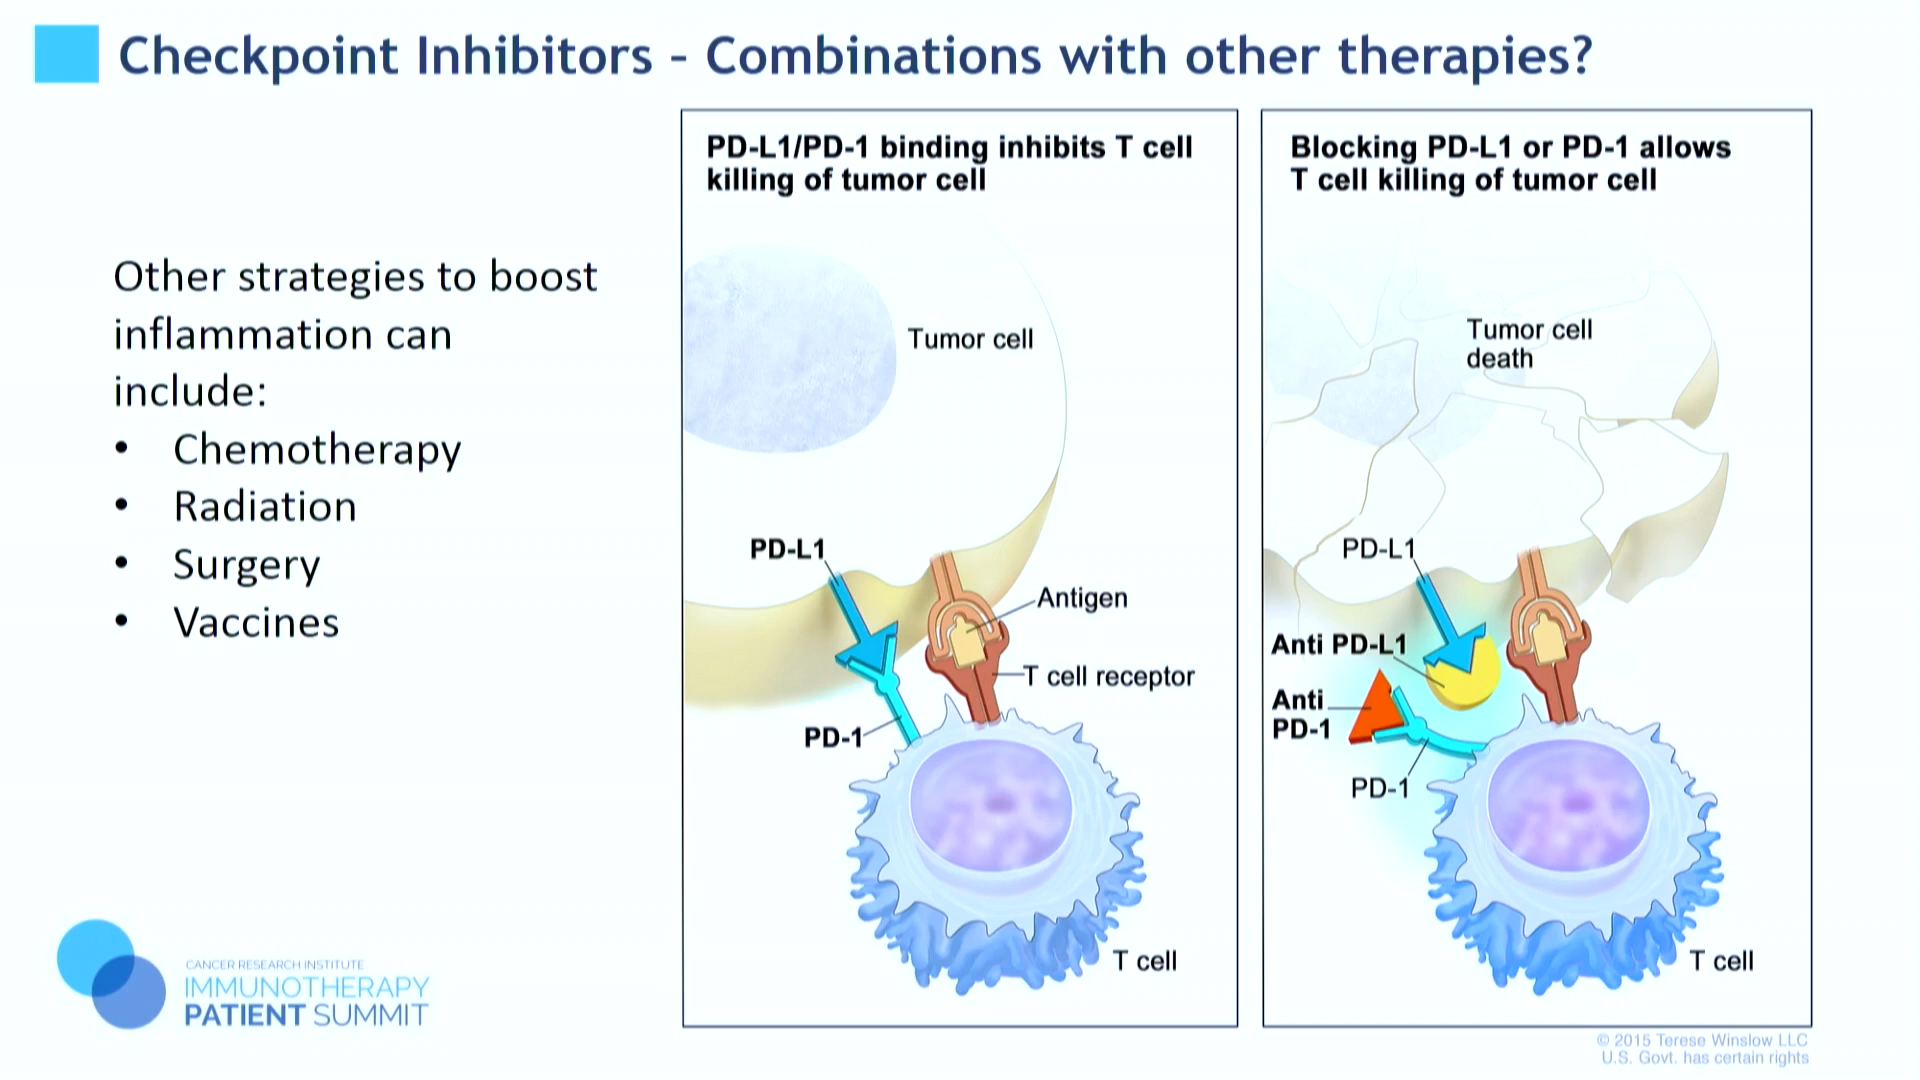 Checkpoint Inhibitors - Combinations with other therapies?
Other strategies to boost
inflammation can
include:
• Chemotherapy
• Radiation
• Surgery
• Vaccines
PD-L1/PD-1 binding inhibits T cell
killing of tumor cell
Tumor cell
PD-L1
Antigen
T cell receptor
PD-1
T cell
Blocking PD-L1 or PD-1 allows
T cell killing of tumor cell
Tumor cell
death
PD-L1
Anti PD-L1
Anti
PD-1
PD-1
T cell
CANCER RESEARCH INSTITUTE
IMMUNOTHERAPY
PATIENT SUMMIT
© 2015 Terese Winslow LLC
U.S. Govt. has certain rights